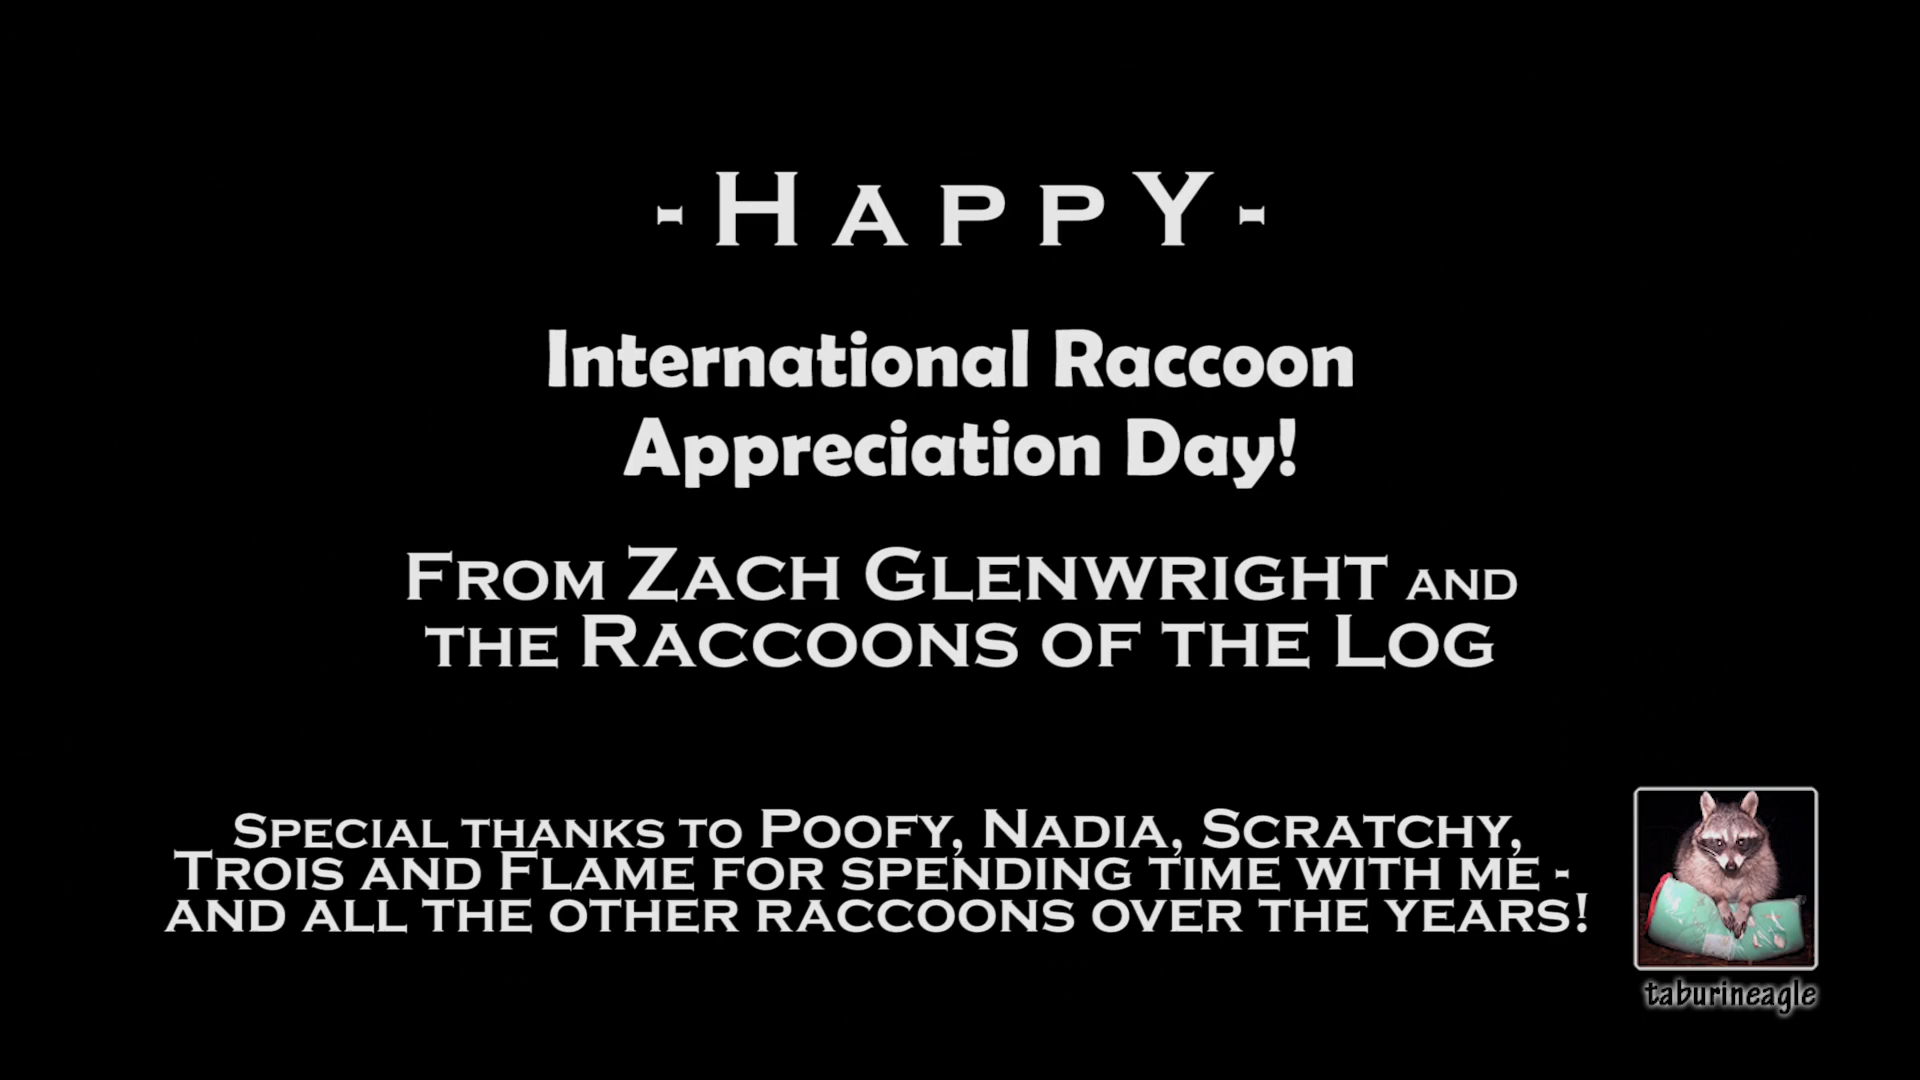 - HAPPY -
International Raccoon
Appreciation Day!
FROM ZACH GLENWRIGHT AND
THE RACCOONS OF THE LOG
SPECIAL THANKS TO POOFY, NADIA, SCRATCHY,
TROIS AND FLAME FOR SPENDING TIME WITH ME -
AND ALL THE OTHER RACCOONS OVER THE YEARS!
taburineagle